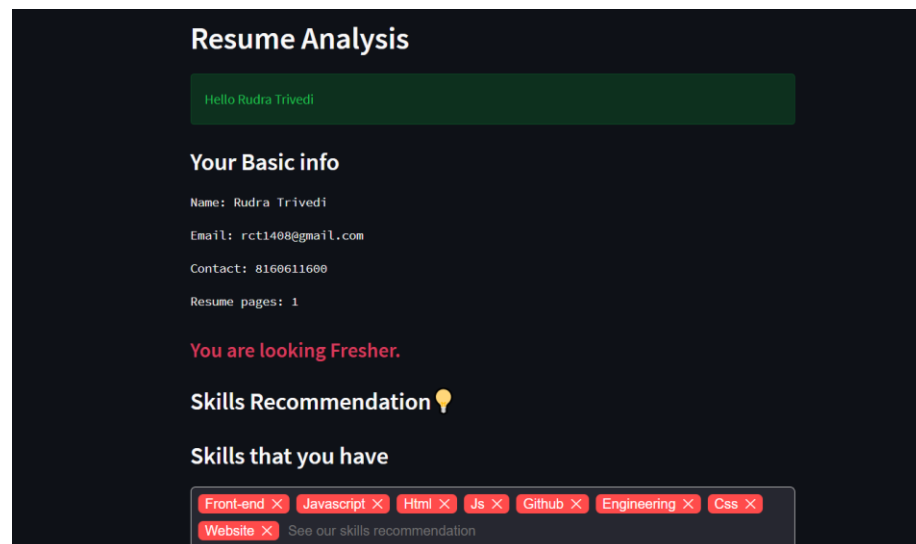 Resume Analysis
Hello Rudra Trivedi
Your Basic info
Name: Rudra Trivedi
Email: rct1408@gmail.com
Contact: 8160611600
Resume pages: 1
You are looking Fresher.
Skills Recommendation💡
Skills that you have
Front-end × Javascript × Html × Js × Github × Engineering × Css ×
Website × See our skills recommendation